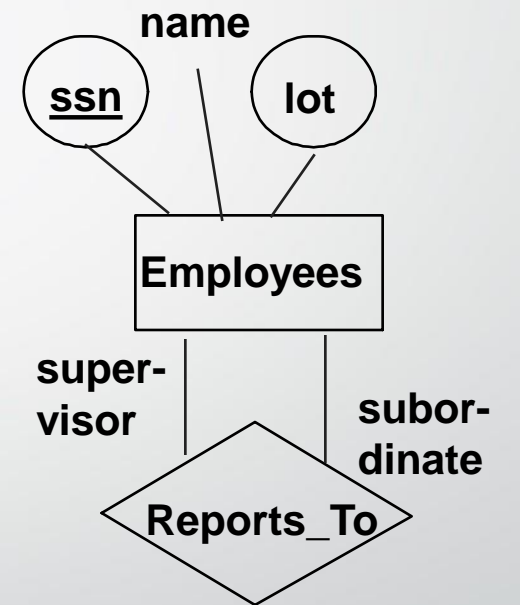 name
ssn
lot
Employees
super-
visor
subor-
dinate
Reports_To